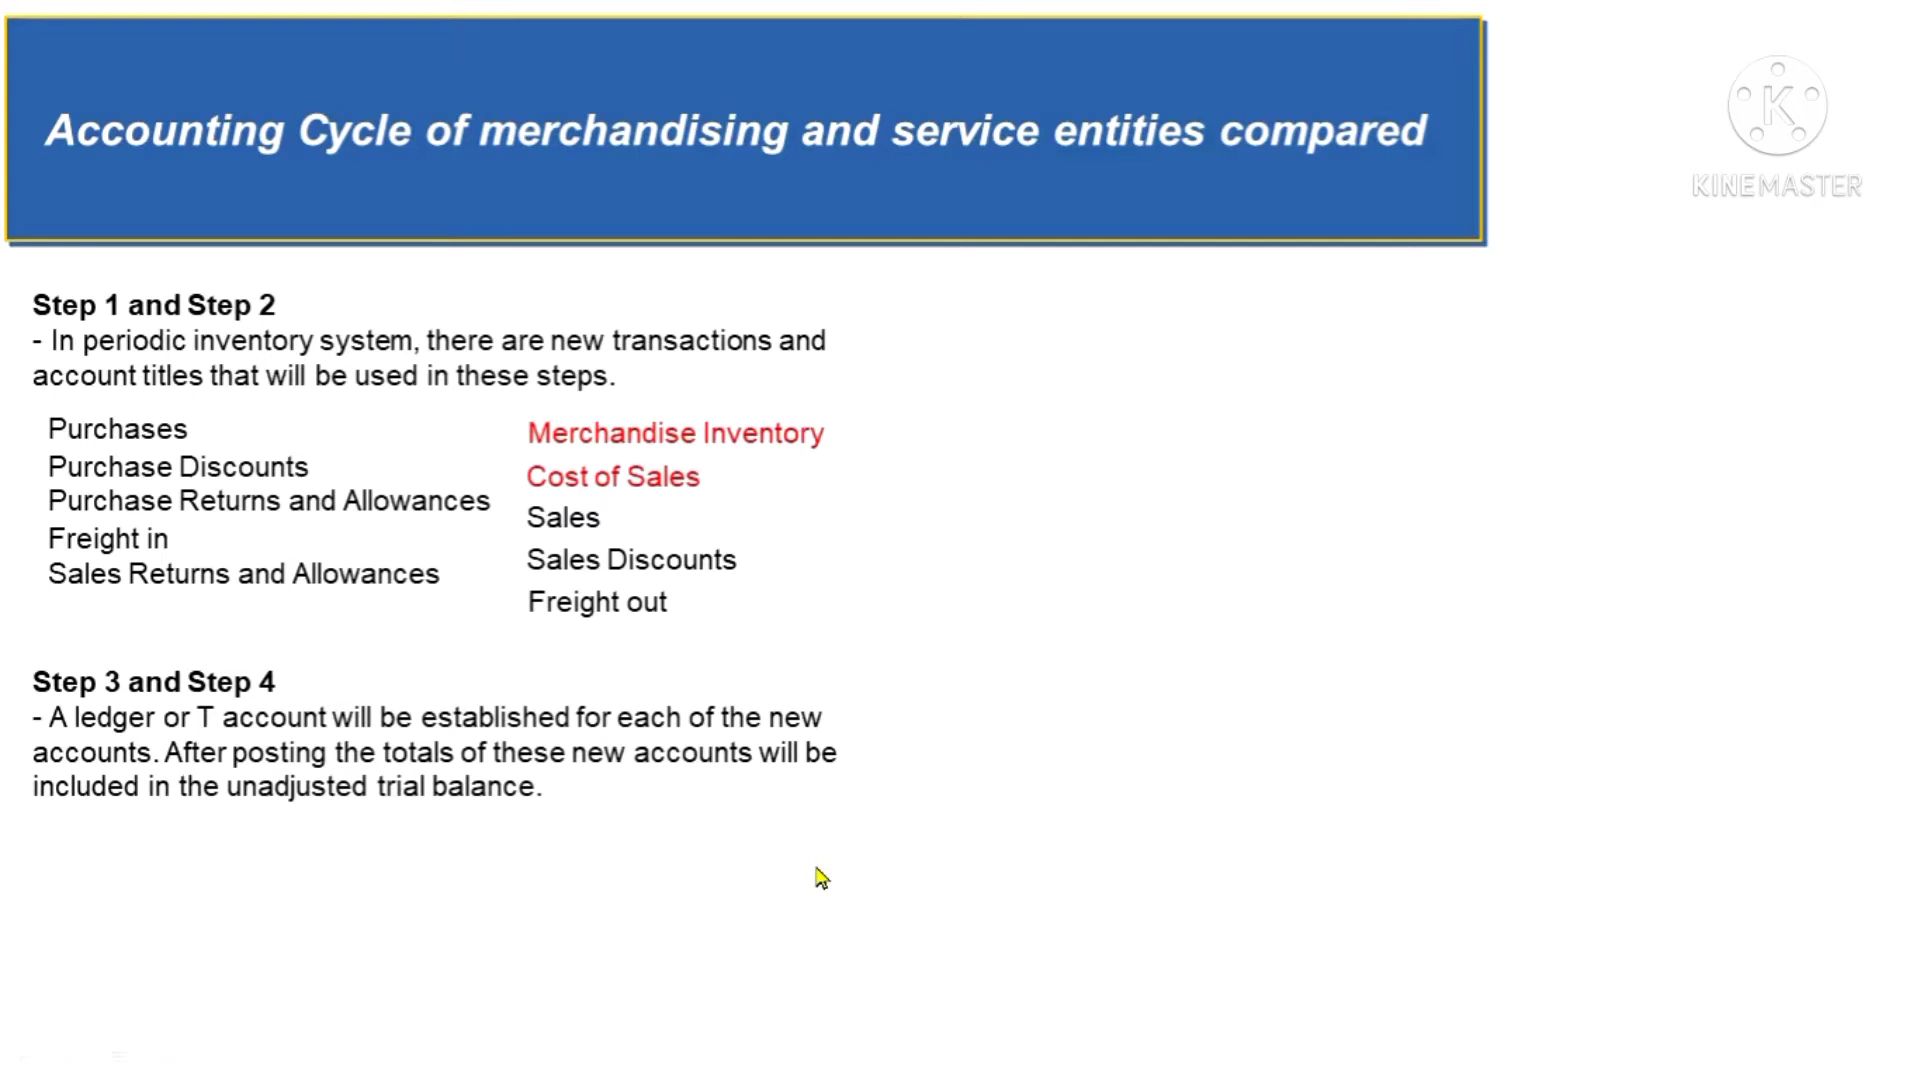 Accounting Cycle of merchandising and service entities compared
KINEMASTER
Step 1 and Step 2
- In periodic inventory system, there are new transactions and
account titles that will be used in these steps.
Purchases
Purchase Discounts
Purchase Returns and Allowances
Freight in
Sales Returns and Allowances
Merchandise Inventory
Cost of Sales
Sales
Sales Discounts
Freight out
Step 3 and Step 4
- A ledger or T account will be established for each of the new
accounts. After posting the totals of these new accounts will be
included in the unadjusted trial balance.